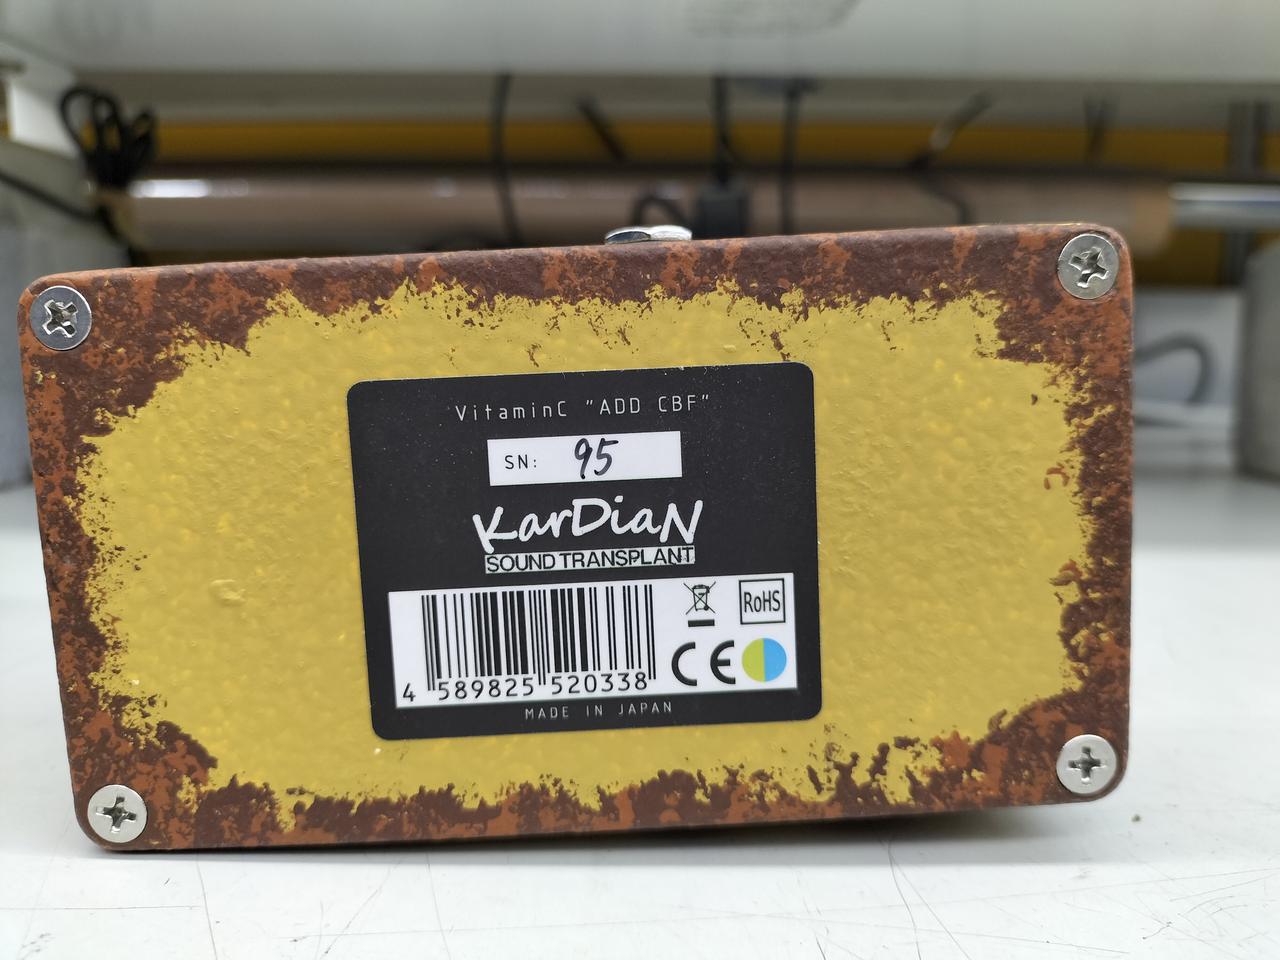 VitaminC "ADD CBF"
SN: 95
KarDiaN
SOUND TRANSPLANT
RoHS
CE
4 589825 520338
MADE IN JAPAN